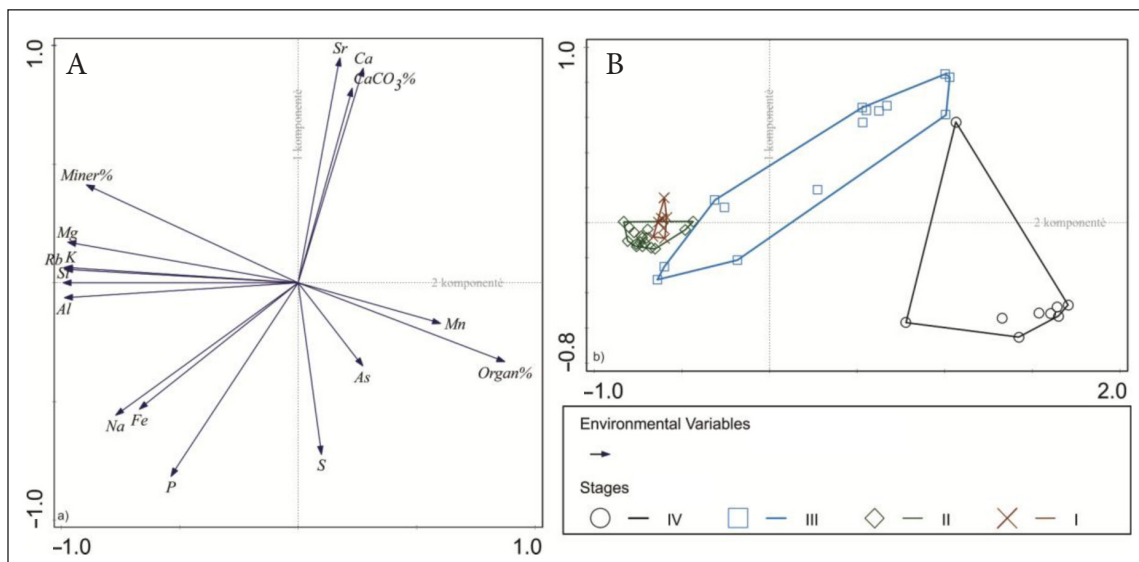 A
1.0
−1.0
−1.0
1.0
a)
1 komponentė
2 komponentė
Sr
Ca
CaCO3%
Miner%
Mg
Rb
K
Si
Al
Na
Fe
P
S
As
Mn
Organ%
B
1.0
−0.8
−1.0
2.0
b)
1 komponentė
2 komponentė
Environmental Variables
Stages
IV
III
II
I